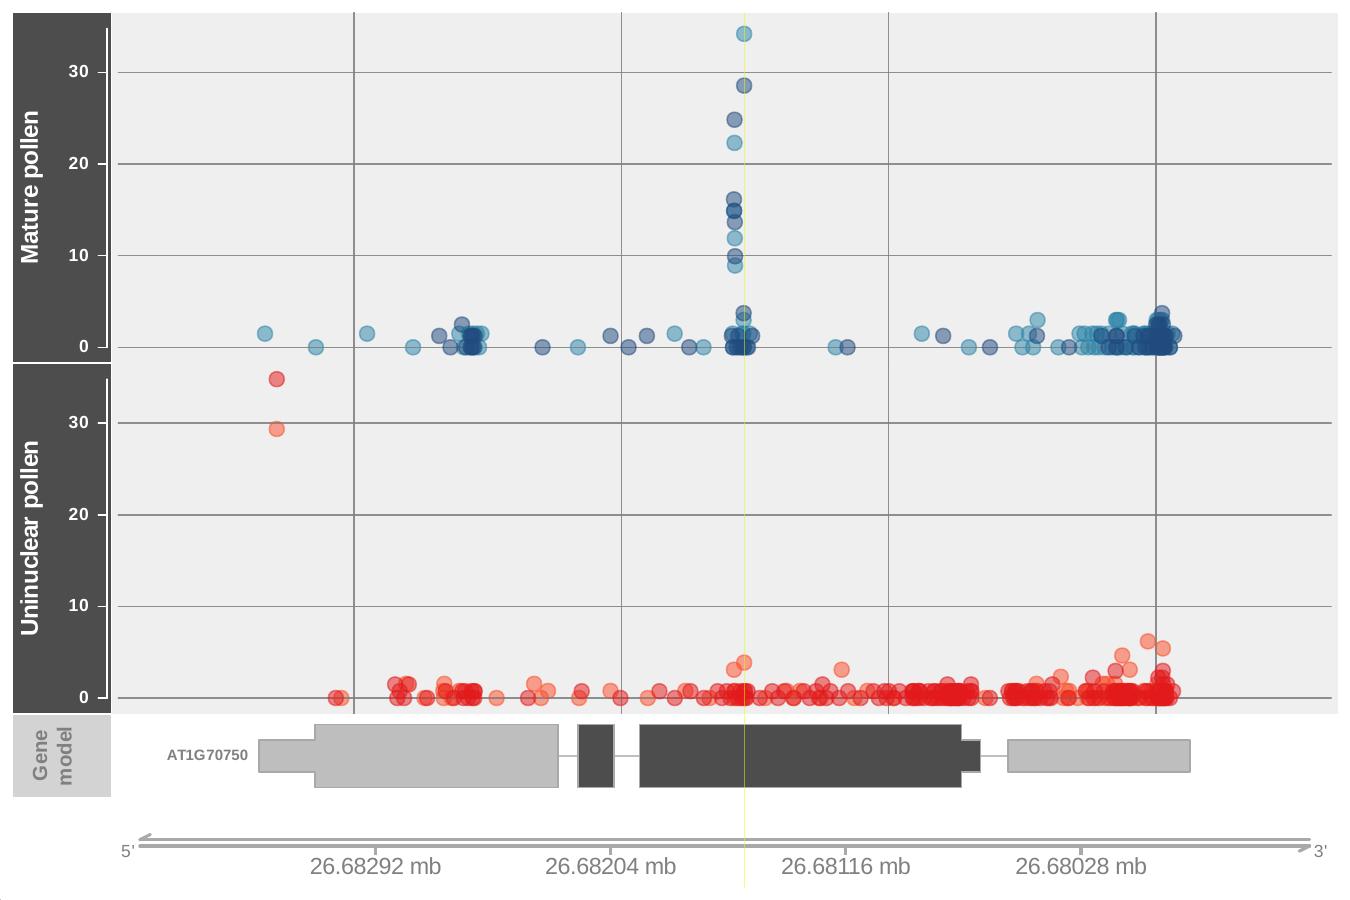 Mature pollen
30
20
10
0
Uninuclear pollen
30
20
10
0
Gene
model
AT1G70750
5'
3'
26.68292 mb
26.68204 mb
26.68116 mb
26.68028 mb